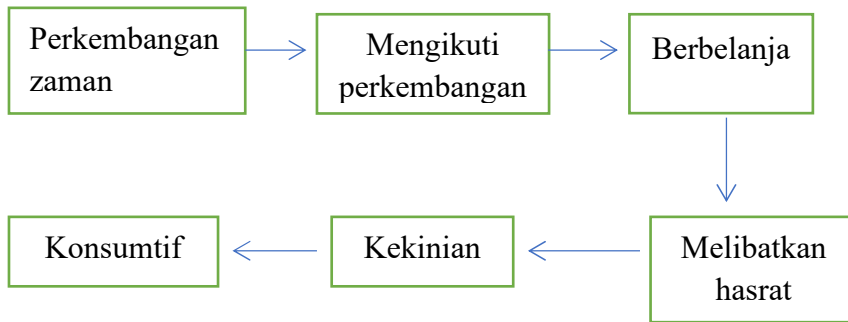 Perkembangan
zaman
Mengikuti
perkembangan
Berbelanja
Melibatkan
hasrat
Kekinian
Konsumtif